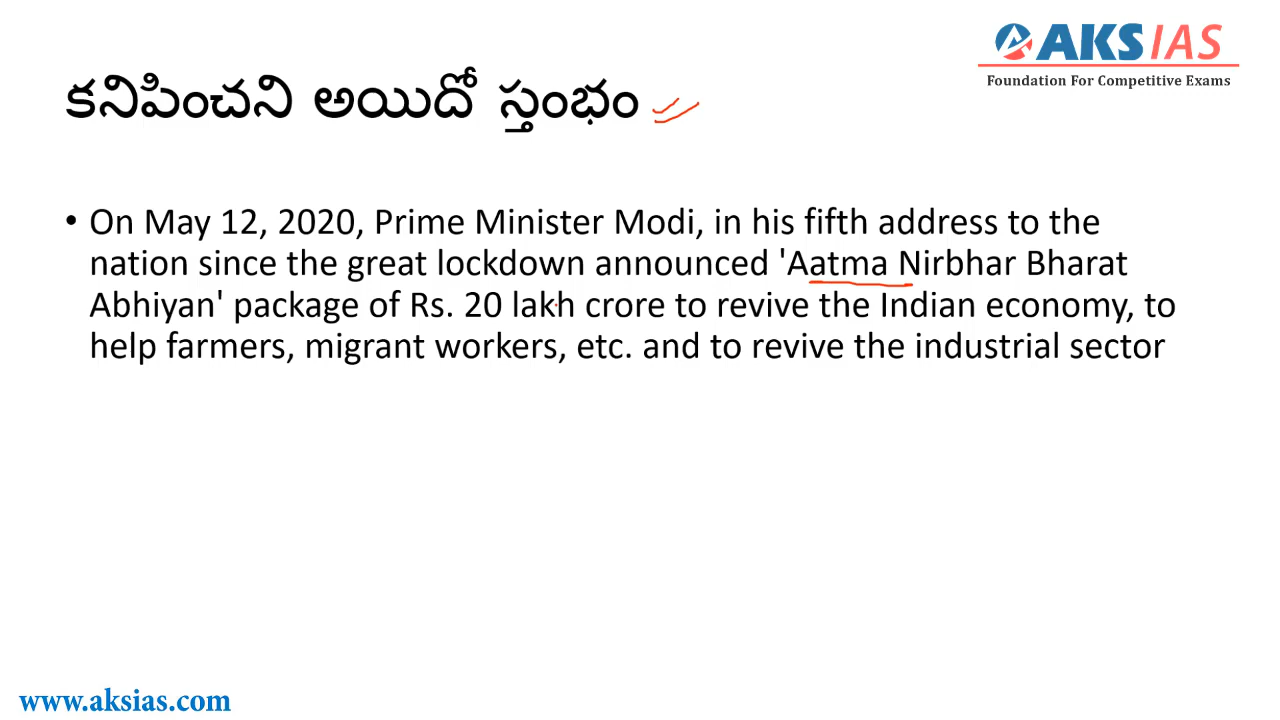 AKS IAS
Foundation For Competitive Exams
కనిపించని అయిదో స్తంభం
• On May 12, 2020, Prime Minister Modi, in his fifth address to the
nation since the great lockdown announced 'Aatma Nirbhar Bharat
Abhiyan' package of Rs. 20 lakh crore to revive the Indian economy, to
help farmers, migrant workers, etc. and to revive the industrial sector
www.aksias.com